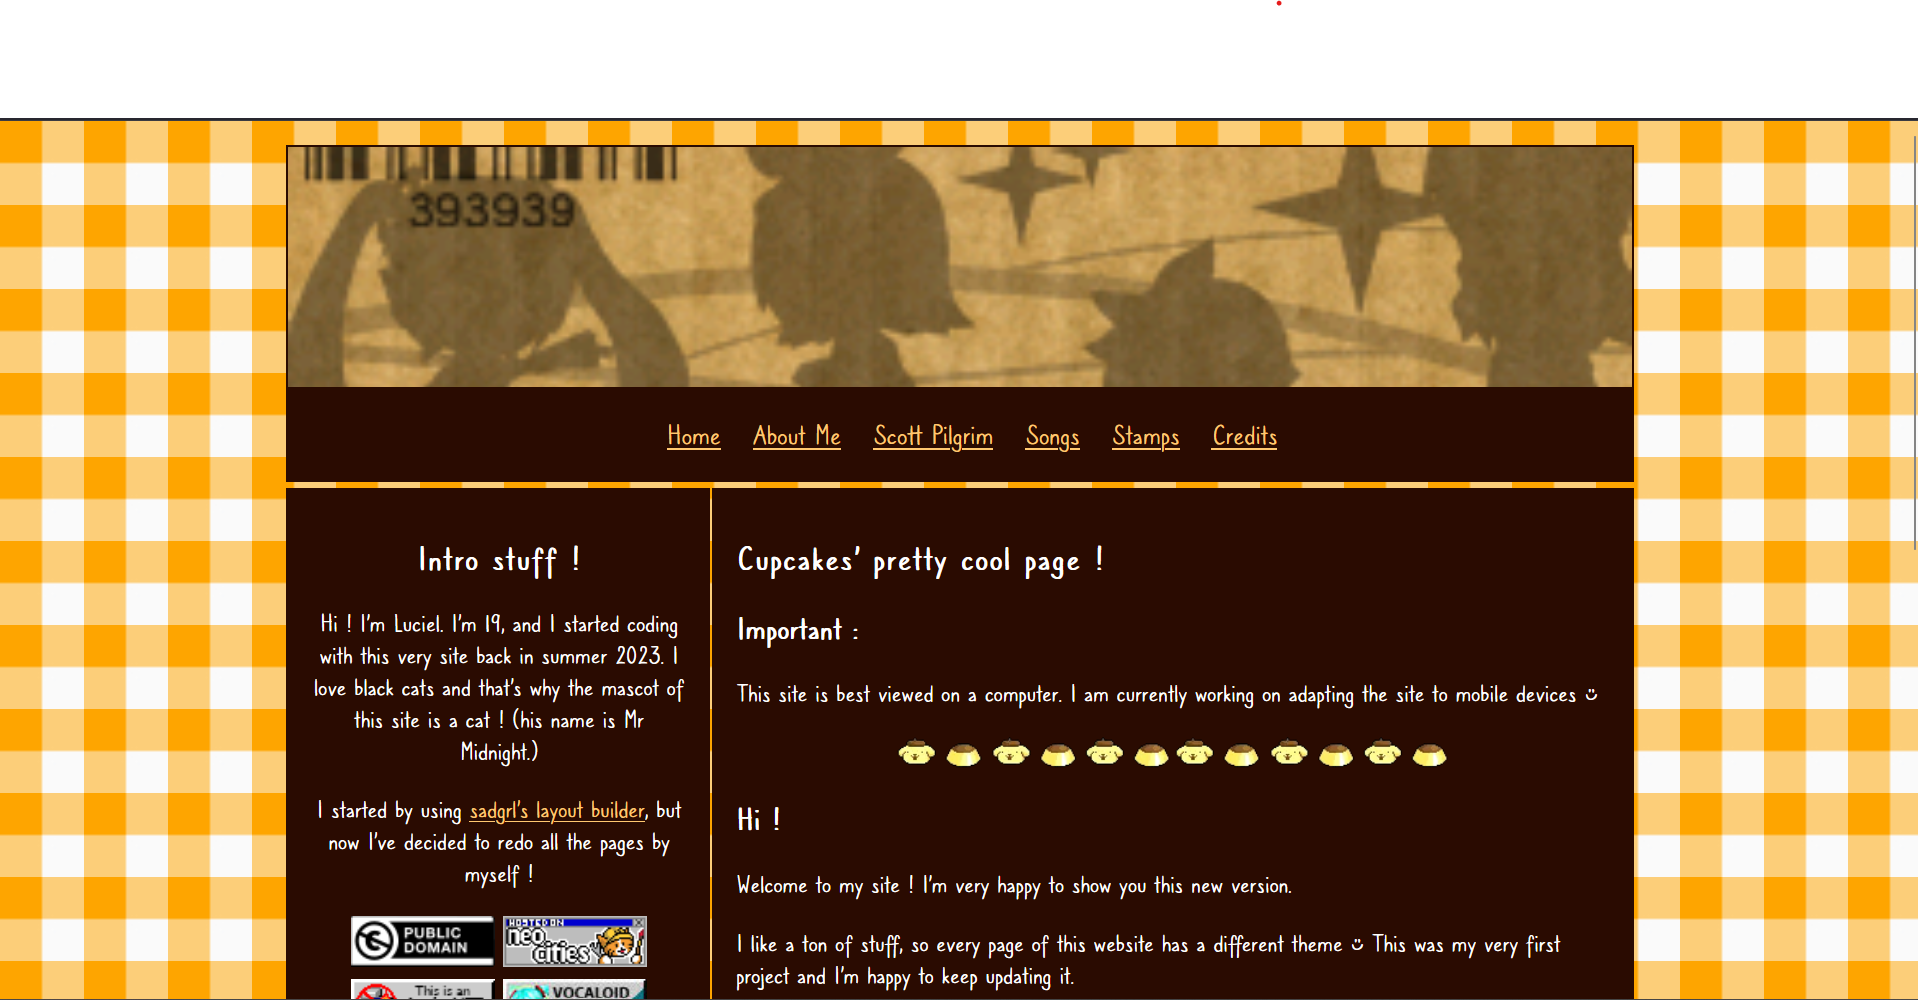 393939
Home About Me Scott Pilgrim Songs Stamps Credits
Intro stuff !
Hi ! I'm Luciel. I'm 19, and I started coding
with this very site back in summer 2023. I
love black cats and that's why the mascot of
this site is a cat ! (his name is Mr
Midnight.)
I started by using sadgrl's layout builder, but
now I've decided to redo all the pages by
myself !
PUBLIC
DOMAIN
HOSTED ON
neo
cities
This is an
VOCALOID
Cupcakes' pretty cool page !
Important :
This site is best viewed on a computer. I am currently working on adapting the site to mobile devices
Hi !
Welcome to my site ! I'm very happy to show you this new version.
I like a ton of stuff, so every page of this website has a different theme This was my very first
project and I'm happy to keep updating it.